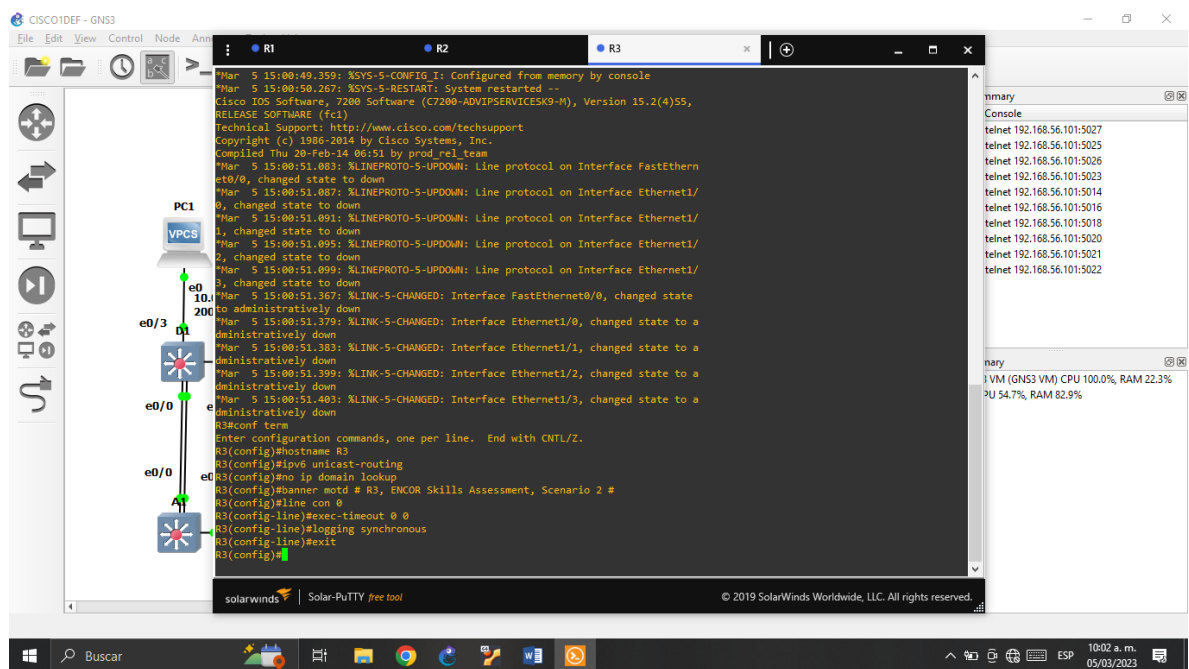 CISCO1DEF - GNS3
File Edit View Control Node Ann
R1
R2
R3
*Mar 5 15:00:49.359: %SYS-5-CONFIG_I: Configured from memory by console
*Mar 5 15:00:50.267: %SYS-5-RESTART: System restarted --
Cisco IOS Software, 7200 Software (C7200-ADVIPSERVICESK9-M), Version 15.2(4)S5,
RELEASE SOFTWARE (fc1)
Technical Support: http://www.cisco.com/techsupport
Copyright (c) 1986-2014 by Cisco Systems, Inc.
Compiled Thu 20-Feb-14 06:51 by prod_rel_team
*Mar 5 15:00:51.083: %LINEPROTO-5-UPDOWN: Line protocol on Interface FastEthern
et0/0, changed state to down
*Mar 5 15:00:51.087: %LINEPROTO-5-UPDOWN: Line protocol on Interface Ethernet1/
0, changed state to down
*Mar 5 15:00:51.091: %LINEPROTO-5-UPDOWN: Line protocol on Interface Ethernet1/
1, changed state to down
*Mar 5 15:00:51.095: %LINEPROTO-5-UPDOWN: Line protocol on Interface Ethernet1/
2, changed state to down
*Mar 5 15:00:51.099: %LINEPROTO-5-UPDOWN: Line protocol on Interface Ethernet1/
3, changed state to down
*Mar 5 15:00:51.367: %LINK-5-CHANGED: Interface FastEthernet0/0, changed state
to administratively down
*Mar 5 15:00:51.379: %LINK-5-CHANGED: Interface Ethernet1/0, changed state to a
dministratively down
*Mar 5 15:00:51.383: %LINK-5-CHANGED: Interface Ethernet1/1, changed state to a
dministratively down
*Mar 5 15:00:51.399: %LINK-5-CHANGED: Interface Ethernet1/2, changed state to a
dministratively down
*Mar 5 15:00:51.403: %LINK-5-CHANGED: Interface Ethernet1/3, changed state to a
dministratively down
R3#conf term
Enter configuration commands, one per line. End with CNTL/Z.
R3(config)#hostname R3
R3(config)#ipv6 unicast-routing
R3(config)#no ip domain lookup
R3(config)#banner motd # R3, ENCOR Skills Assessment, Scenario 2 #
R3(config)#line con 0
R3(config-line)#exec-timeout 0 0
R3(config-line)#logging synchronous
R3(config-line)#exit
R3(config)#
solarwinds Solar-PuTTY free tool
© 2019 SolarWinds Worldwide, LLC. All rights reserved.
PC1
VPCS
e0
10.
200
e0/3
D1
e0/0
e
e0/0
e0
A1
mmary
Console
telnet 192.168.56.101:5027
telnet 192.168.56.101:5025
telnet 192.168.56.101:5026
telnet 192.168.56.101:5023
telnet 192.168.56.101:5014
telnet 192.168.56.101:5016
telnet 192.168.56.101:5018
telnet 192.168.56.101:5020
telnet 192.168.56.101:5021
telnet 192.168.56.101:5022
mary
3 VM (GNS3 VM) CPU 100.0%, RAM 22.3%
PU 54.7%, RAM 82.9%
Buscar
ESP
10:02 a. m.
05/03/2023